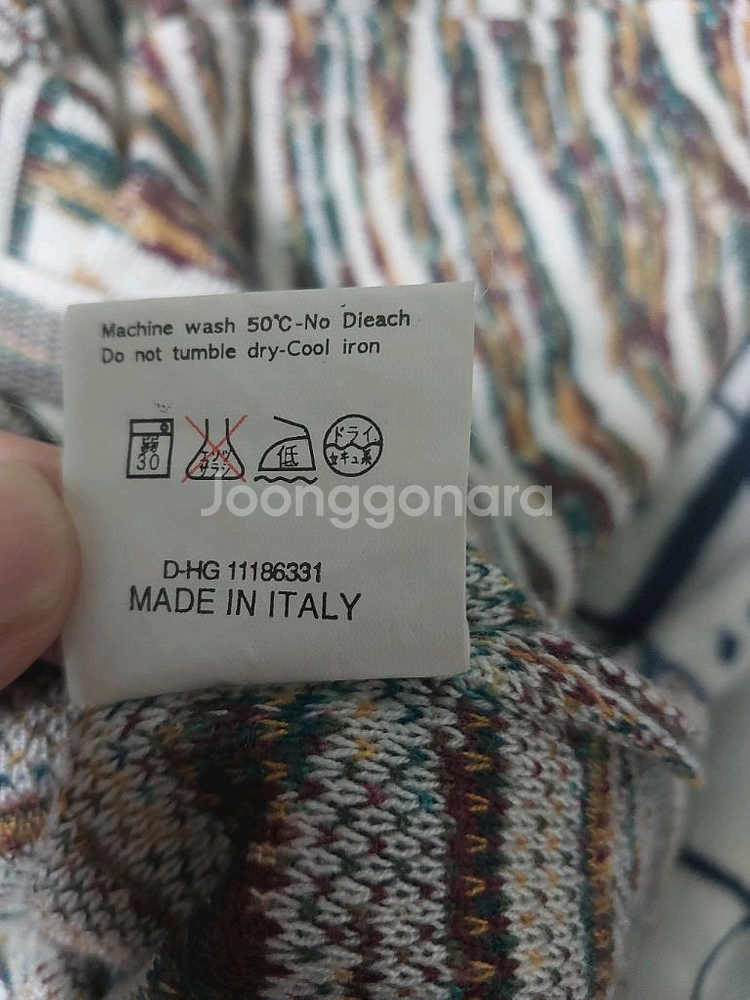 Machine wash 50℃-No Dieach
Do not tumble dry-Cool iron
30
低
ドライ
Joonggonara
D-HG 11186331
MADE IN ITALY